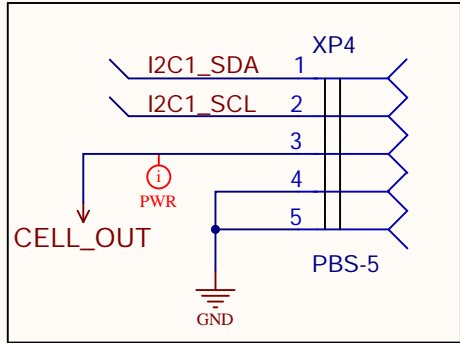 XP4
I2C1_SDA 1
I2C1_SCL 2
3
i
PWR
4
CELL_OUT 5
PBS-5
GND